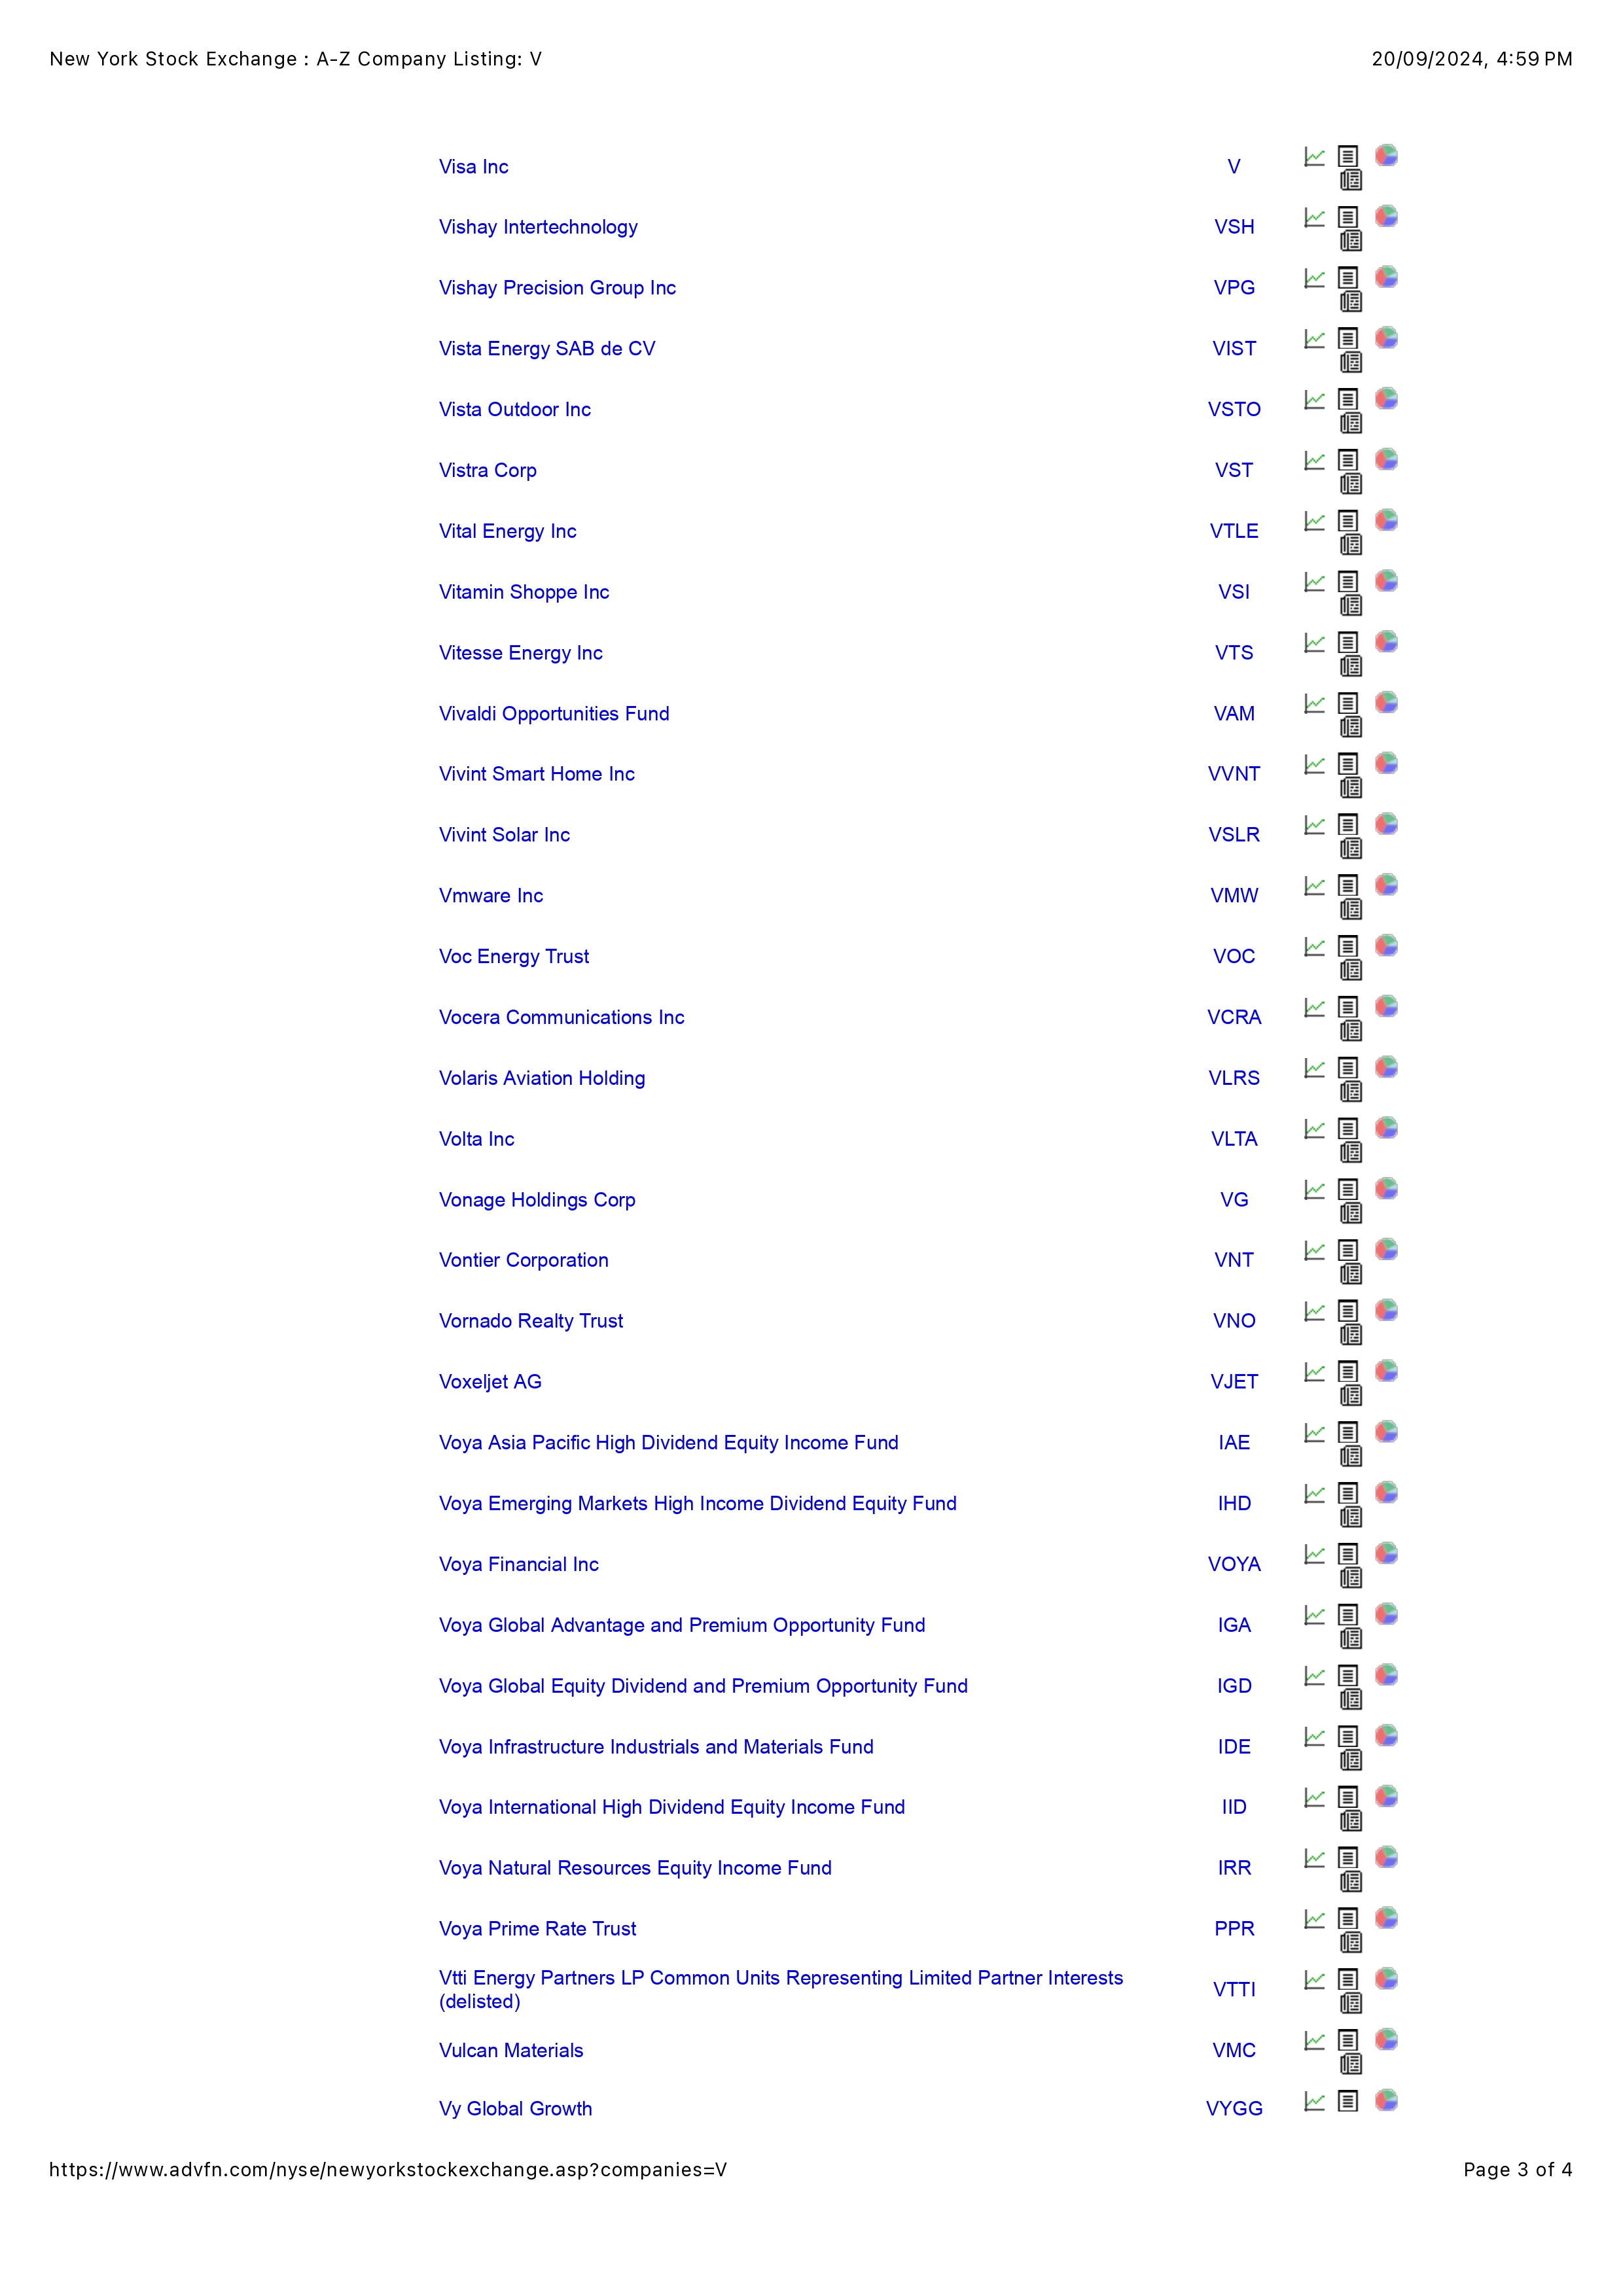 New York Stock Exchange : A-Z Company Listing: V 20/09/2024, 4:59 PM
Visa Inc V
Vishay Intertechnology VSH
Vishay Precision Group Inc VPG
Vista Energy SAB de CV VIST
Vista Outdoor Inc VSTO
Vistra Corp VST
Vital Energy Inc VTLE
Vitamin Shoppe Inc VSI
Vitesse Energy Inc VTS
Vivaldi Opportunities Fund VAM
Vivint Smart Home Inc VVNT
Vivint Solar Inc VSLR
Vmware Inc VMW
Voc Energy Trust VOC
Vocera Communications Inc VCRA
Volaris Aviation Holding VLRS
Volta Inc VLTA
Vonage Holdings Corp VG
Vontier Corporation VNT
Vornado Realty Trust VNO
Voxeljet AG VJET
Voya Asia Pacific High Dividend Equity Income Fund IAE
Voya Emerging Markets High Income Dividend Equity Fund IHD
Voya Financial Inc VOYA
Voya Global Advantage and Premium Opportunity Fund IGA
Voya Global Equity Dividend and Premium Opportunity Fund IGD
Voya Infrastructure Industrials and Materials Fund IDE
Voya International High Dividend Equity Income Fund IID
Voya Natural Resources Equity Income Fund IRR
Voya Prime Rate Trust PPR
Vtti Energy Partners LP Common Units Representing Limited Partner Interests
(delisted) VTTI
Vulcan Materials VMC
Vy Global Growth VYGG
https://www.advfn.com/nyse/newyorkstockexchange.asp?companies=V Page 3 of 4